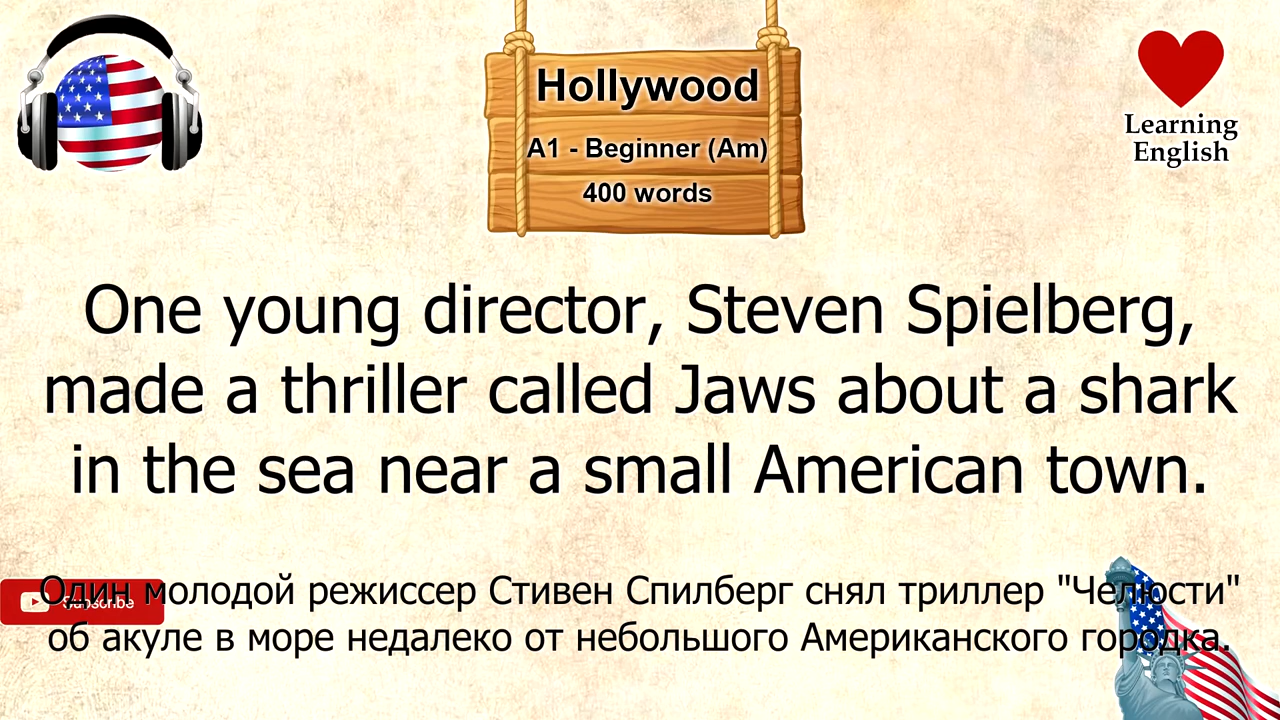 Hollywood
A1 - Beginner (Am)
400 words
Learning
English
One young director, Steven Spielberg,
made a thriller called Jaws about a shark
in the sea near a small American town.
Один молодой режиссер Стивен Спилберг снял триллер "Челюсти"
об акуле в море недалеко от небольшого Американского городка.
Subscribe